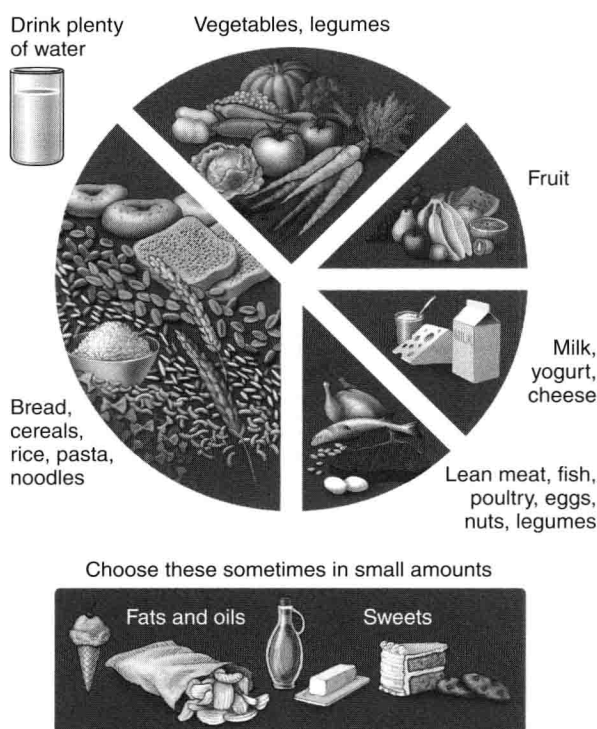 Drink plenty
of water
Vegetables, legumes
Fruit
Milk,
yogurt,
cheese
MILK
Bread,
cereals,
rice, pasta,
noodles
Lean meat, fish,
poultry, eggs,
nuts, legumes
Choose these sometimes in small amounts
Fats and oils
Sweets